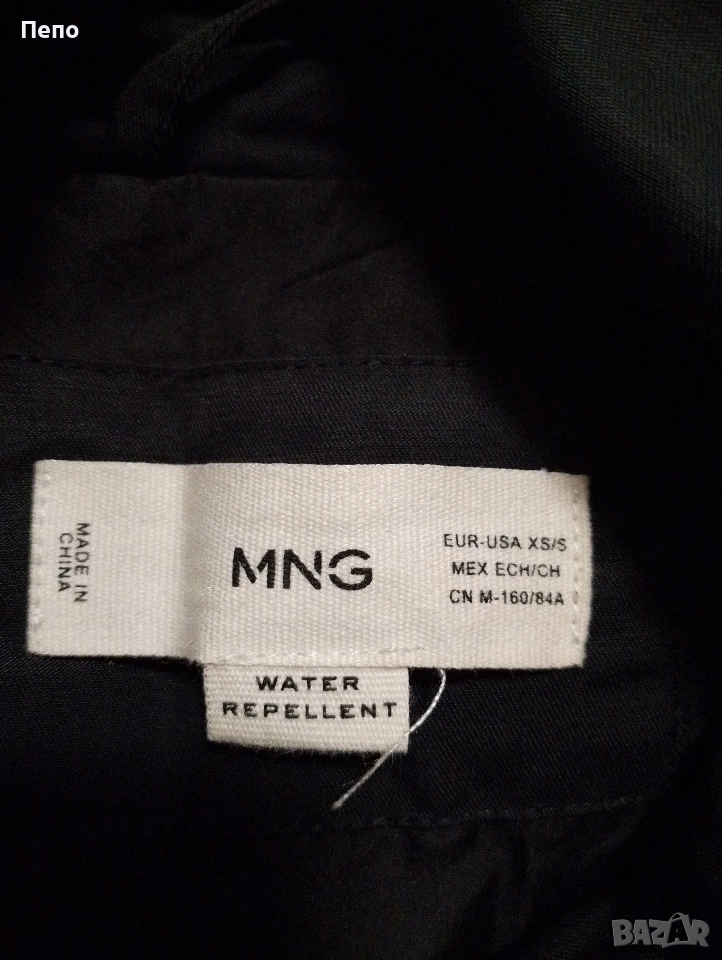 Пепо
MADE IN
CHINA
MNG
EUR-USA XS/S
MEX ECH/CH
CN M-160/84A
WATER
REPELLENT
BAZAR